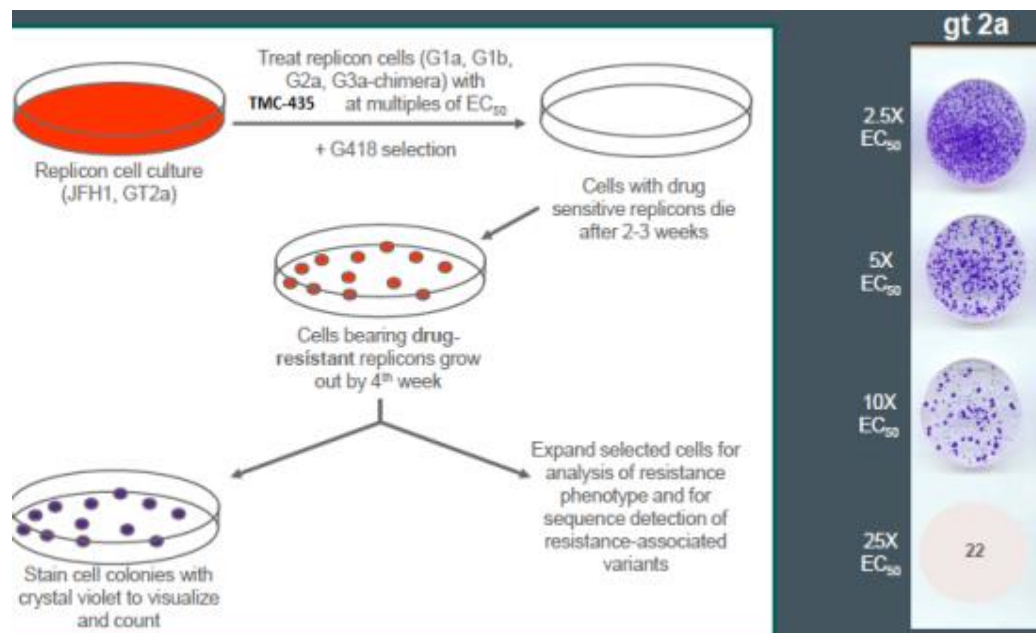 Treat replicon cells (G1a, G1b,
G2a, G3a-chimera) with
TMC-435 at multiples of EC50
+ G418 selection
Replicon cell culture
(JFH1, GT2a)
Cells with drug
sensitive replicons die
after 2-3 weeks
Cells bearing drug-
resistant replicons grow
out by 4th week
Expand selected cells for
analysis of resistance
phenotype and for
sequence detection of
resistance-associated
variants
Stain cell colonies with
crystal violet to visualize
and count
gt 2a
2.5X
EC50
5X
EC50
10X
EC50
25X
EC50
22